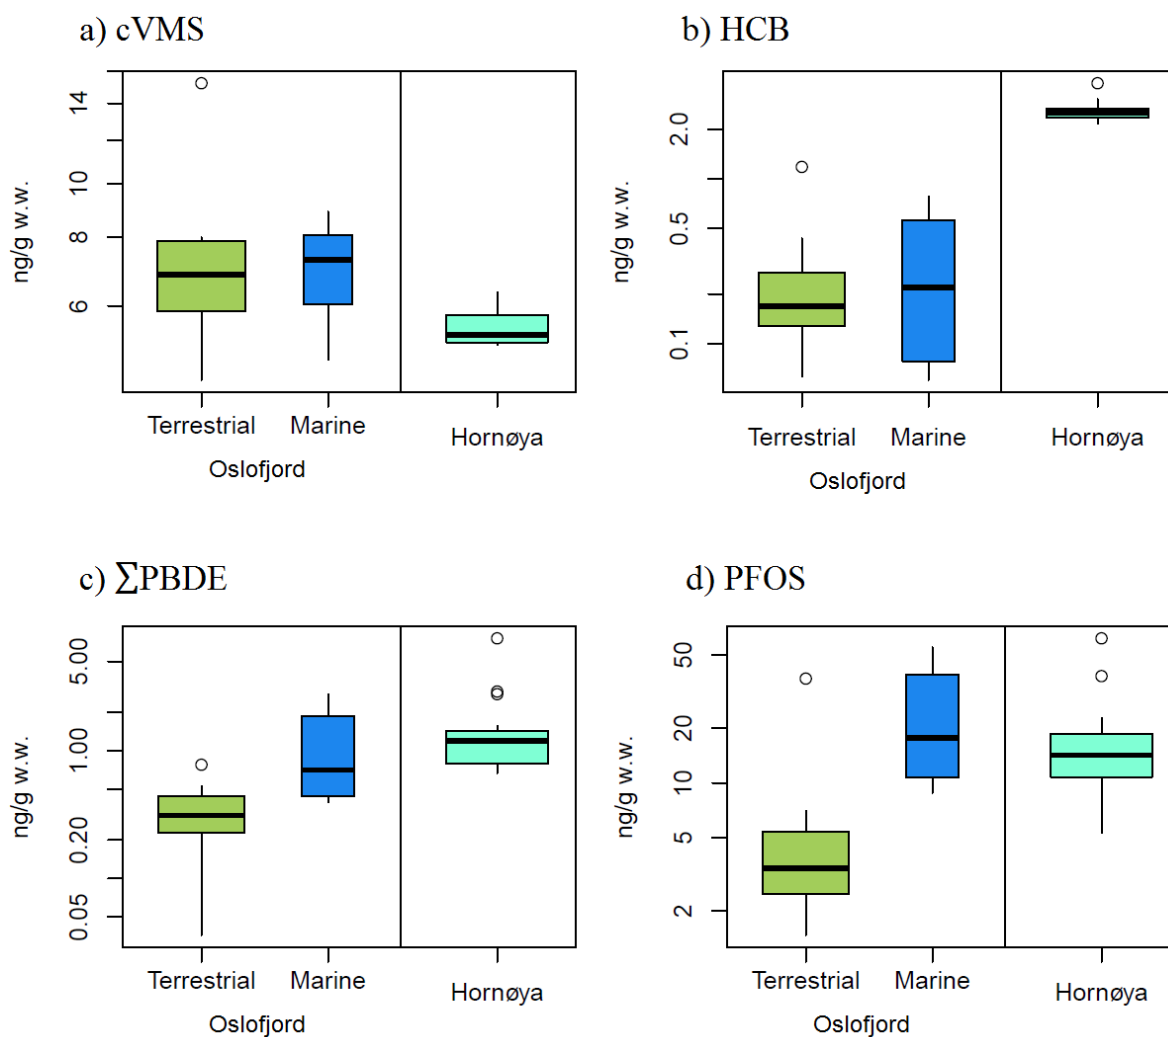 a) cVMS
14
10
8
6
ng/g w.w.
Terrestrial Marine Hornøya
Oslofjord
b) HCB
2.0
0.5
0.1
ng/g w.w.
Terrestrial Marine Hornøya
Oslofjord
c) ∑PBDE
5.00
1.00
0.20
0.05
ng/g w.w.
Terrestrial Marine Hornøya
Oslofjord
d) PFOS
50
20
10
5
2
ng/g w.w.
Terrestrial Marine Hornøya
Oslofjord